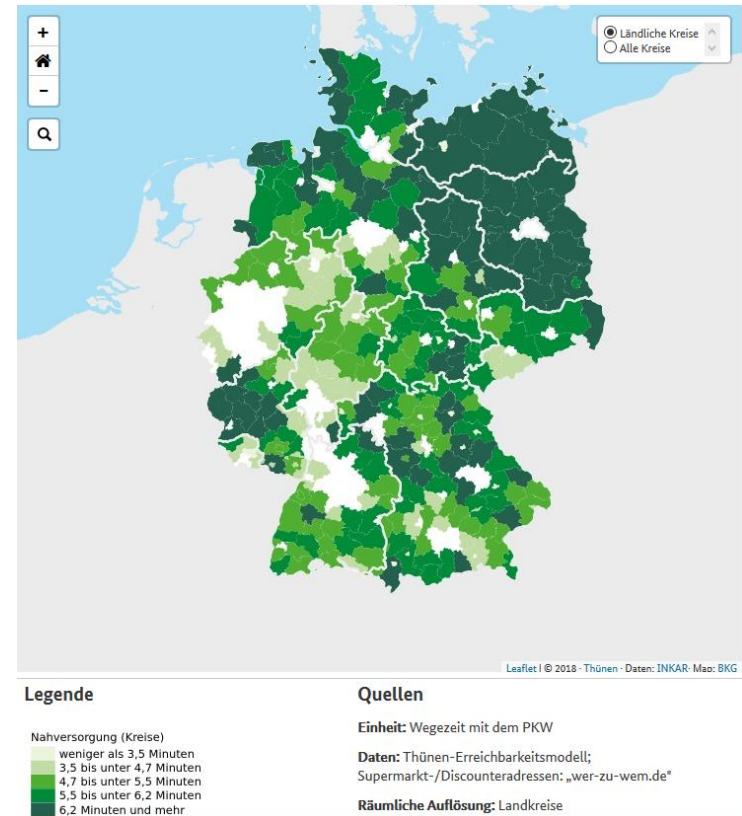 +
−
Ländliche Kreise
Alle Kreise
Leaflet | © 2018 · Thünen · Daten: INKAR· Map: BKG
Legende
Nahversorgung (Kreise)
weniger als 3,5 Minuten
3,5 bis unter 4,7 Minuten
4,7 bis unter 5,5 Minuten
5,5 bis unter 6,2 Minuten
6,2 Minuten und mehr
Quellen
Einheit: Wegezeit mit dem PKW
Daten: Thünen-Erreichbarkeitsmodell;
Supermarkt-/Discounteradressen: „wer-zu-wem.de"
Räumliche Auflösung: Landkreise